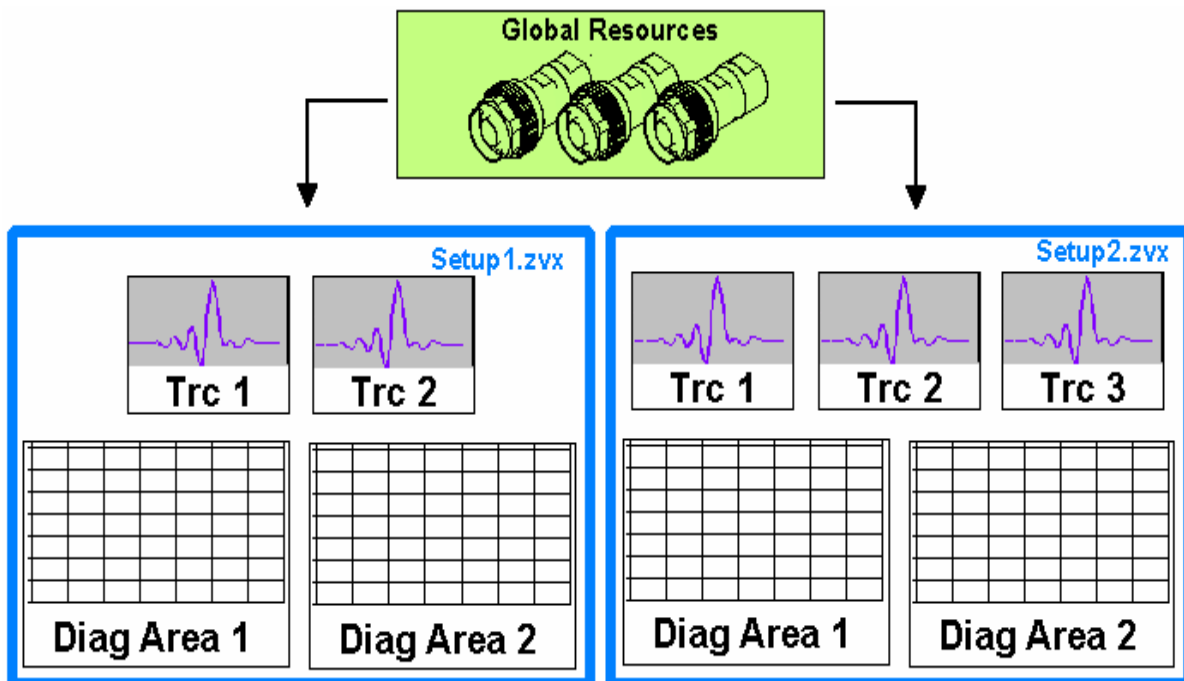 Global Resources
Setup1.zvx
Trc 1
Trc 2
Diag Area 1
Diag Area 2
Setup2.zvx
Trc 1
Trc 2
Trc 3
Diag Area 1
Diag Area 2